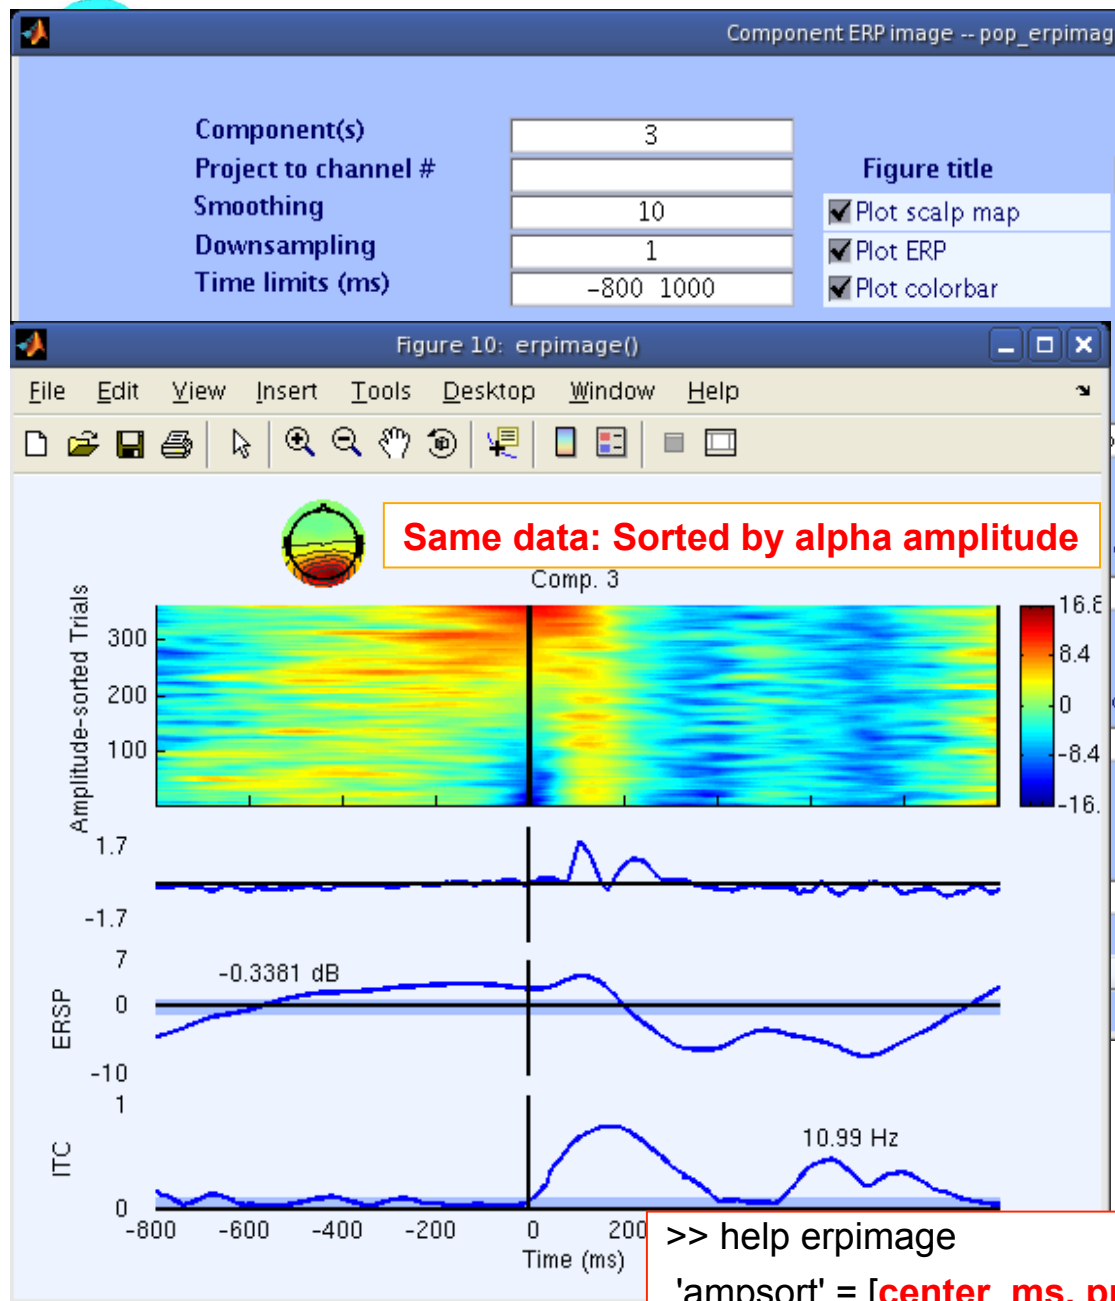 Component ERP image -- pop_erpimag
Component(s)
3
Project to channel #
Figure title
Smoothing
10
Plot scalp map
Downsampling
1
Plot ERP
Time limits (ms)
-800 1000
Plot colorbar
Figure 10: erpimage()
File Edit View Insert Tools Desktop Window Help
Same data: Sorted by alpha amplitude
Comp. 3
Amplitude-sorted Trials
300
200
100
16.8
8.4
0
-8.4
-16.
1.7
-1.7
ERSP
7
0
-10
-0.3381 dB
ITC
1
0
10.99 Hz
-800 -600 -400 -200 0 200
Time (ms)
>> help erpimage
'ampsort' = [center_ms, pr